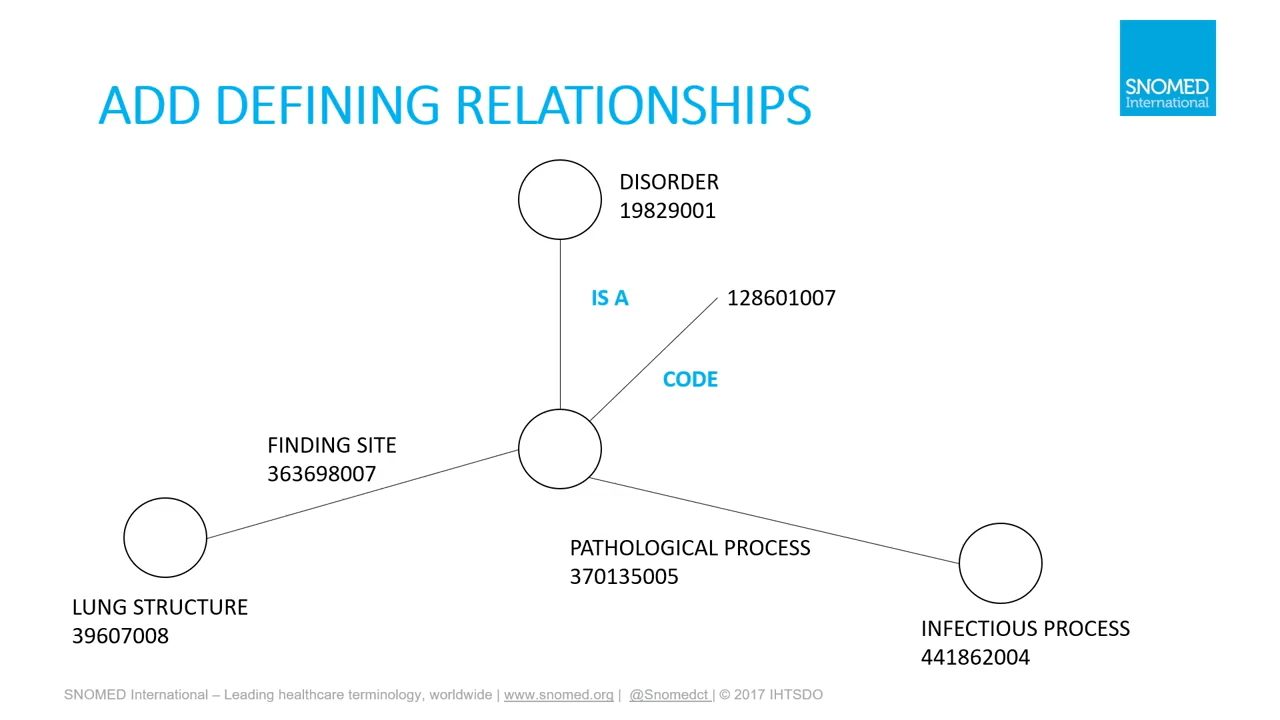 SNOMED
International
ADD DEFINING RELATIONSHIPS
DISORDER
19829001
IS A
128601007
CODE
FINDING SITE
363698007
PATHOLOGICAL PROCESS
370135005
LUNG STRUCTURE
39607008
INFECTIOUS PROCESS
441862004
SNOMED International – Leading healthcare terminology, worldwide | www.snomed.org | @Snomedct | © 2017 IHTSDO